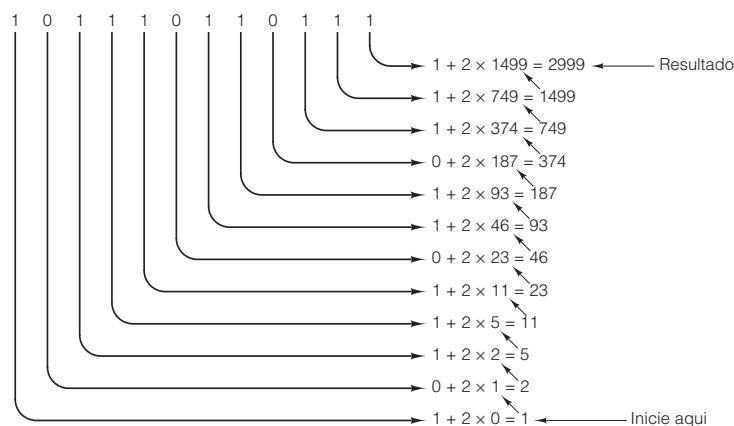 1 0 1 1 1 0 1 1 0 1 1 1
1 + 2 × 1499 = 2999 Resultado
1 + 2 × 749 = 1499
1 + 2 × 374 = 749
0 + 2 × 187 = 374
1 + 2 × 93 = 187
1 + 2 × 46 = 93
0 + 2 × 23 = 46
1 + 2 × 11 = 23
1 + 2 × 5 = 11
1 + 2 × 2 = 5
0 + 2 × 1 = 2
1 + 2 × 0 = 1 Inicie aqui